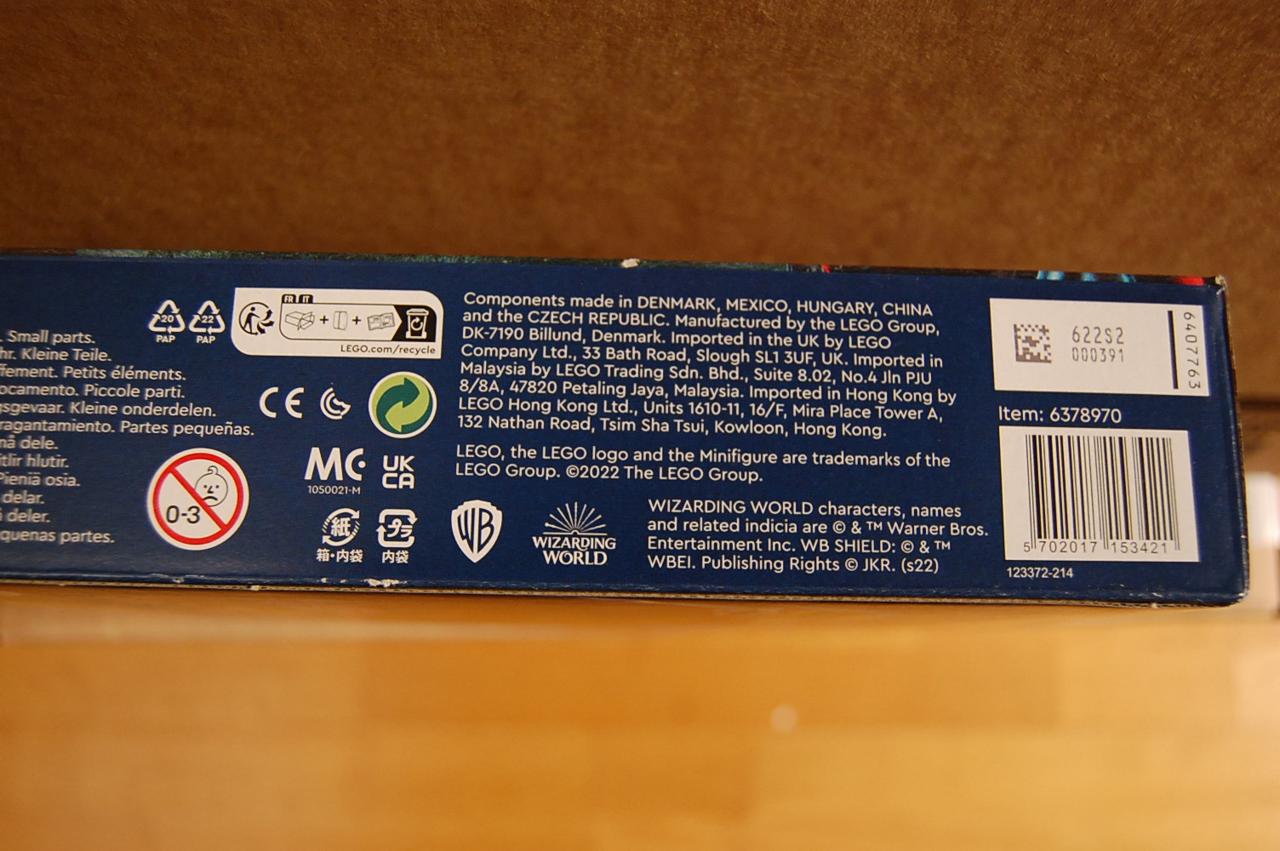 . Small parts.
hr. Kleine Teile.
ffement. Petits éléments.
ocamento. Piccole parti.
gsgevaar. Kleine onderdelen.
ragantamiento. Partes pequeñas.
må dele.
itlir hlutir.
Pienia osia.
delar.
å deler.
quenas partes.
20
PAP
22
PAP
FR IT
LEGO.com/recycle
CE
MC
1050021-M
UK
CA
0-3
紙
箱・内袋
プラ
内袋
WB
WIZARDING
WORLD
Components made in DENMARK, MEXICO, HUNGARY, CHINA
and the CZECH REPUBLIC. Manufactured by the LEGO Group,
DK-7190 Billund, Denmark. Imported in the UK by LEGO
Company Ltd., 33 Bath Road, Slough SL1 3UF, UK. Imported in
Malaysia by LEGO Trading Sdn. Bhd., Suite 8.02, No.4 Jln PJU
8/8A, 47820 Petaling Jaya, Malaysia. Imported in Hong Kong by
LEGO Hong Kong Ltd., Units 1610-11, 16/F, Mira Place Tower A,
132 Nathan Road, Tsim Sha Tsui, Kowloon, Hong Kong.
LEGO, the LEGO logo and the Minifigure are trademarks of the
LEGO Group. ©2022 The LEGO Group.
WIZARDING WORLD characters, names
and related indicia are © & ™ Warner Bros.
Entertainment Inc. WB SHIELD: © & ™
WBEI. Publishing Rights © JKR. (s22)
622S2
000391
6407763
Item: 6378970
5 702017 153421
123372-214